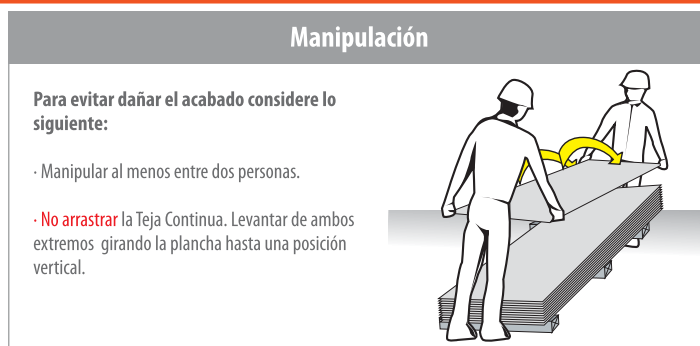 Manipulación
Para evitar dañar el acabado considere lo
siguiente:
· Manipular al menos entre dos personas.
· No arrastrar la Teja Continua. Levantar de ambos
extremos girando la plancha hasta una posición
vertical.